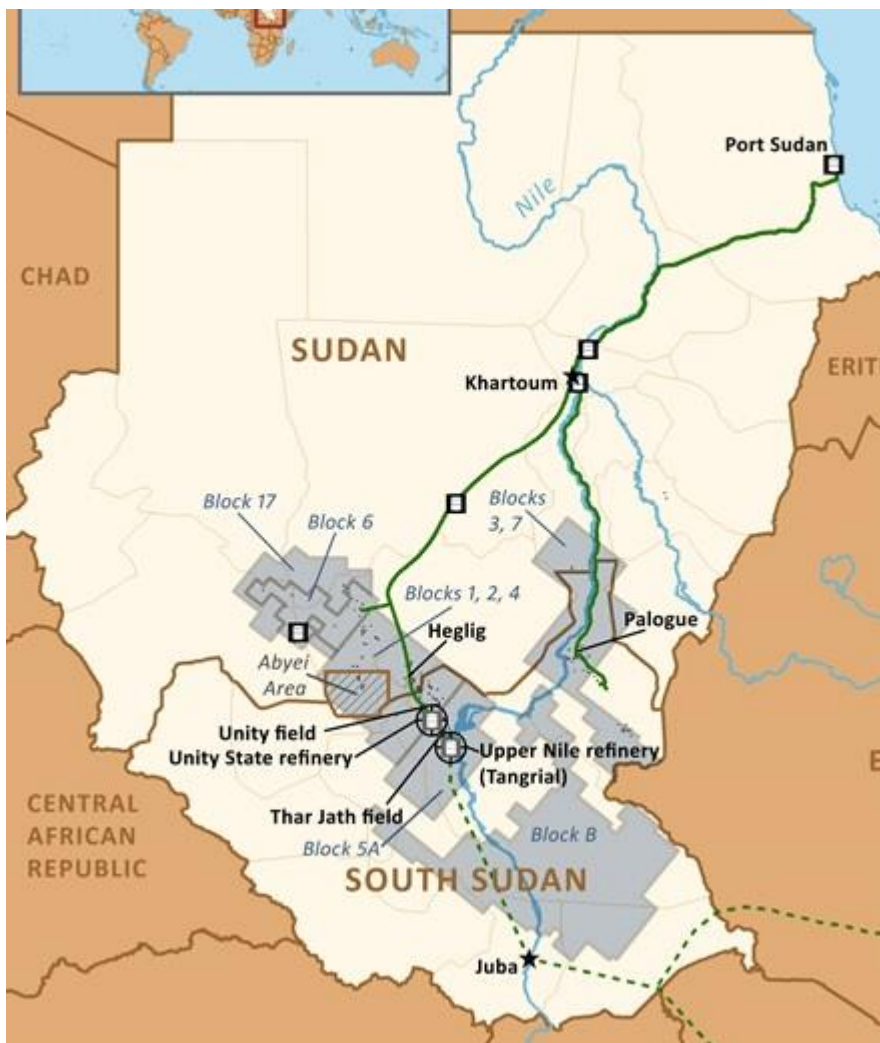 Port Sudan
Nile
CHAD
SUDAN
Khartoum
ERIT
Block 17
Block 6
Blocks
3, 7
Blocks 1, 2, 4
Heglig
Palogue
Abyei
Area
Unity field
Unity State refinery
Upper Nile refinery
(Tangrial)
Thar Jath field
Block 5A
Block B
CENTRAL
AFRICAN
REPUBLIC
SOUTH SUDAN
E
Juba